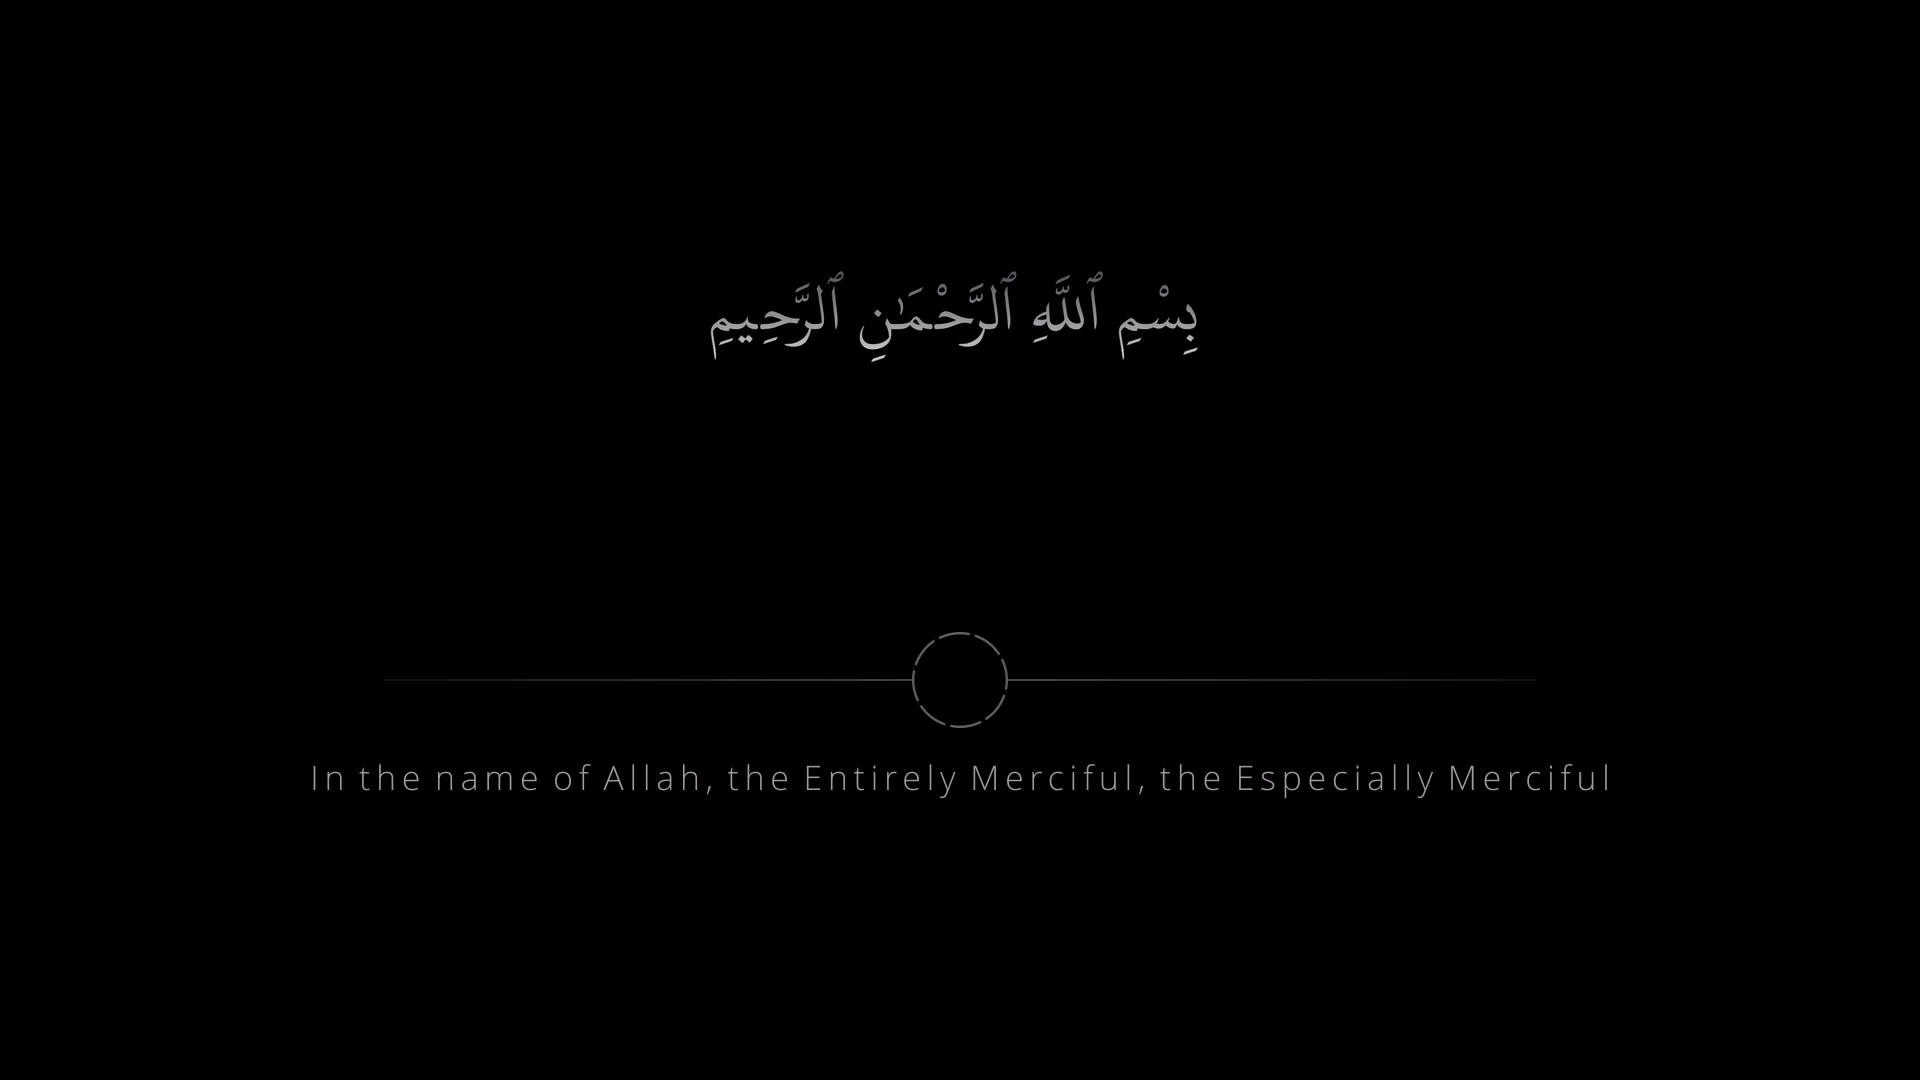 بِسْمِ ٱللَّهِ ٱلرَّحْمَـٰنِ ٱلرَّحِيمِ
In the name of Allah, the Entirely Merciful, the Especially Merciful